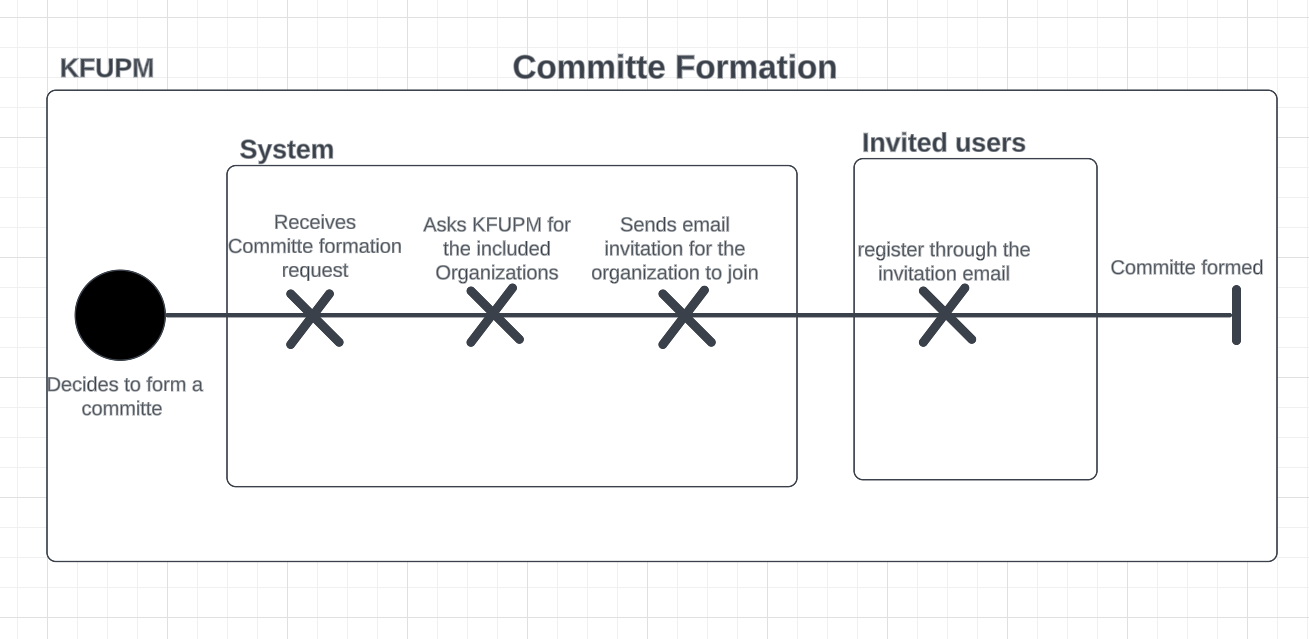 KFUPM
Committe Formation
System
Invited users
Receives
Committe formation
request
Asks KFUPM for
the included
Organizations
Sends email
invitation for the
organization to join
register through the
invitation email
Committe formed
Decides to form a
committe